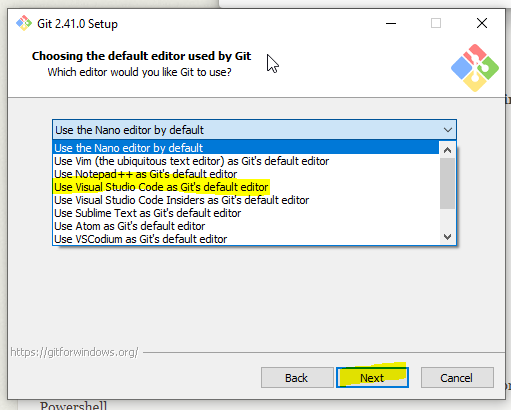 Git 2.41.0 Setup
Choosing the default editor used by Git
Which editor would you like Git to use?
Use the Nano editor by default
Use the Nano editor by default
Use Vim (the ubiquitous text editor) as Git's default editor
Use Notepad++ as Git's default editor
Use Visual Studio Code as Git's default editor
Use Visual Studio Code Insiders as Git's default editor
Use Sublime Text as Git's default editor
Use Atom as Git's default editor
Use VSCodium as Git's default editor
https://gitforwindows.org/
Back
Next
Cancel
Powershell